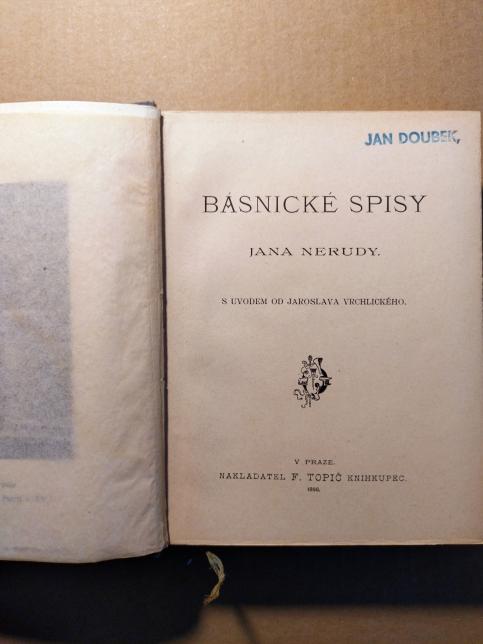 JAN DOUBEK,
BÁSNICKÉ SPISY
JANA NERUDY.
S UVODEM OD JAROSLAVA VRCHLICKÉHO.
V PRAZE.
NAKLADATEL F. TOPIČ KNIHKUPEC.